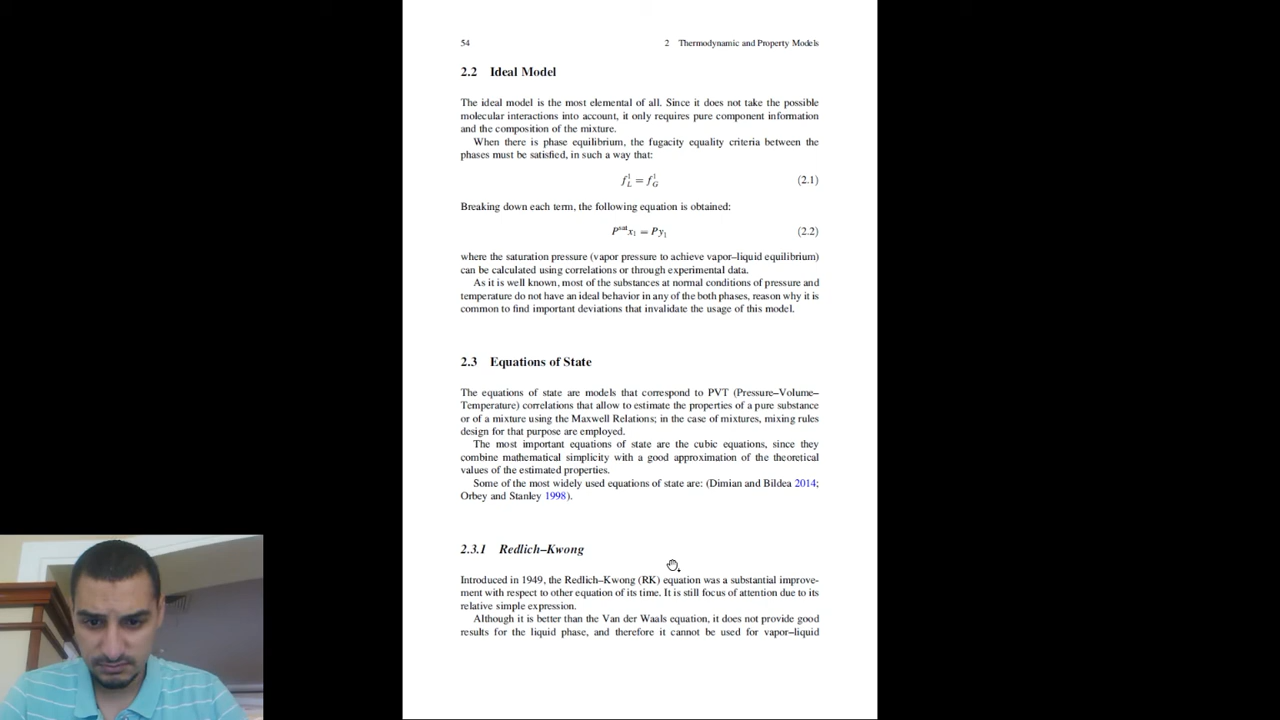 54
2 Thermodynamic and Property Models
2.2 Ideal Model
The ideal model is the most elemental of all. Since it does not take the possible
molecular interactions into account, it only requires pure component information
and the composition of the mixture.
When there is phase equilibrium, the fugacity equality criteria between the
phases must be satisfied, in such a way that:
f_L^1 = f_G^1 (2.1)
Breaking down each term, the following equation is obtained:
P^sat x_1 = Py_1 (2.2)
where the saturation pressure (vapor pressure to achieve vapor–liquid equilibrium)
can be calculated using correlations or through experimental data.
As it is well known, most of the substances at normal conditions of pressure and
temperature do not have an ideal behavior in any of the both phases, reason why it is
common to find important deviations that invalidate the usage of this model.
2.3 Equations of State
The equations of state are models that correspond to PVT (Pressure–Volume–
Temperature) correlations that allow to estimate the properties of a pure substance
or of a mixture using the Maxwell Relations; in the case of mixtures, mixing rules
design for that purpose are employed.
The most important equations of state are the cubic equations, since they
combine mathematical simplicity with a good approximation of the theoretical
values of the estimated properties.
Some of the most widely used equations of state are: (Dimian and Bildea 2014;
Orbey and Stanley 1998).
2.3.1 Redlich–Kwong
Introduced in 1949, the Redlich–Kwong (RK) equation was a substantial improve-
ment with respect to other equation of its time. It is still focus of attention due to its
relative simple expression.
Although it is better than the Van der Waals equation, it does not provide good
results for the liquid phase, and therefore it cannot be used for vapor–liquid